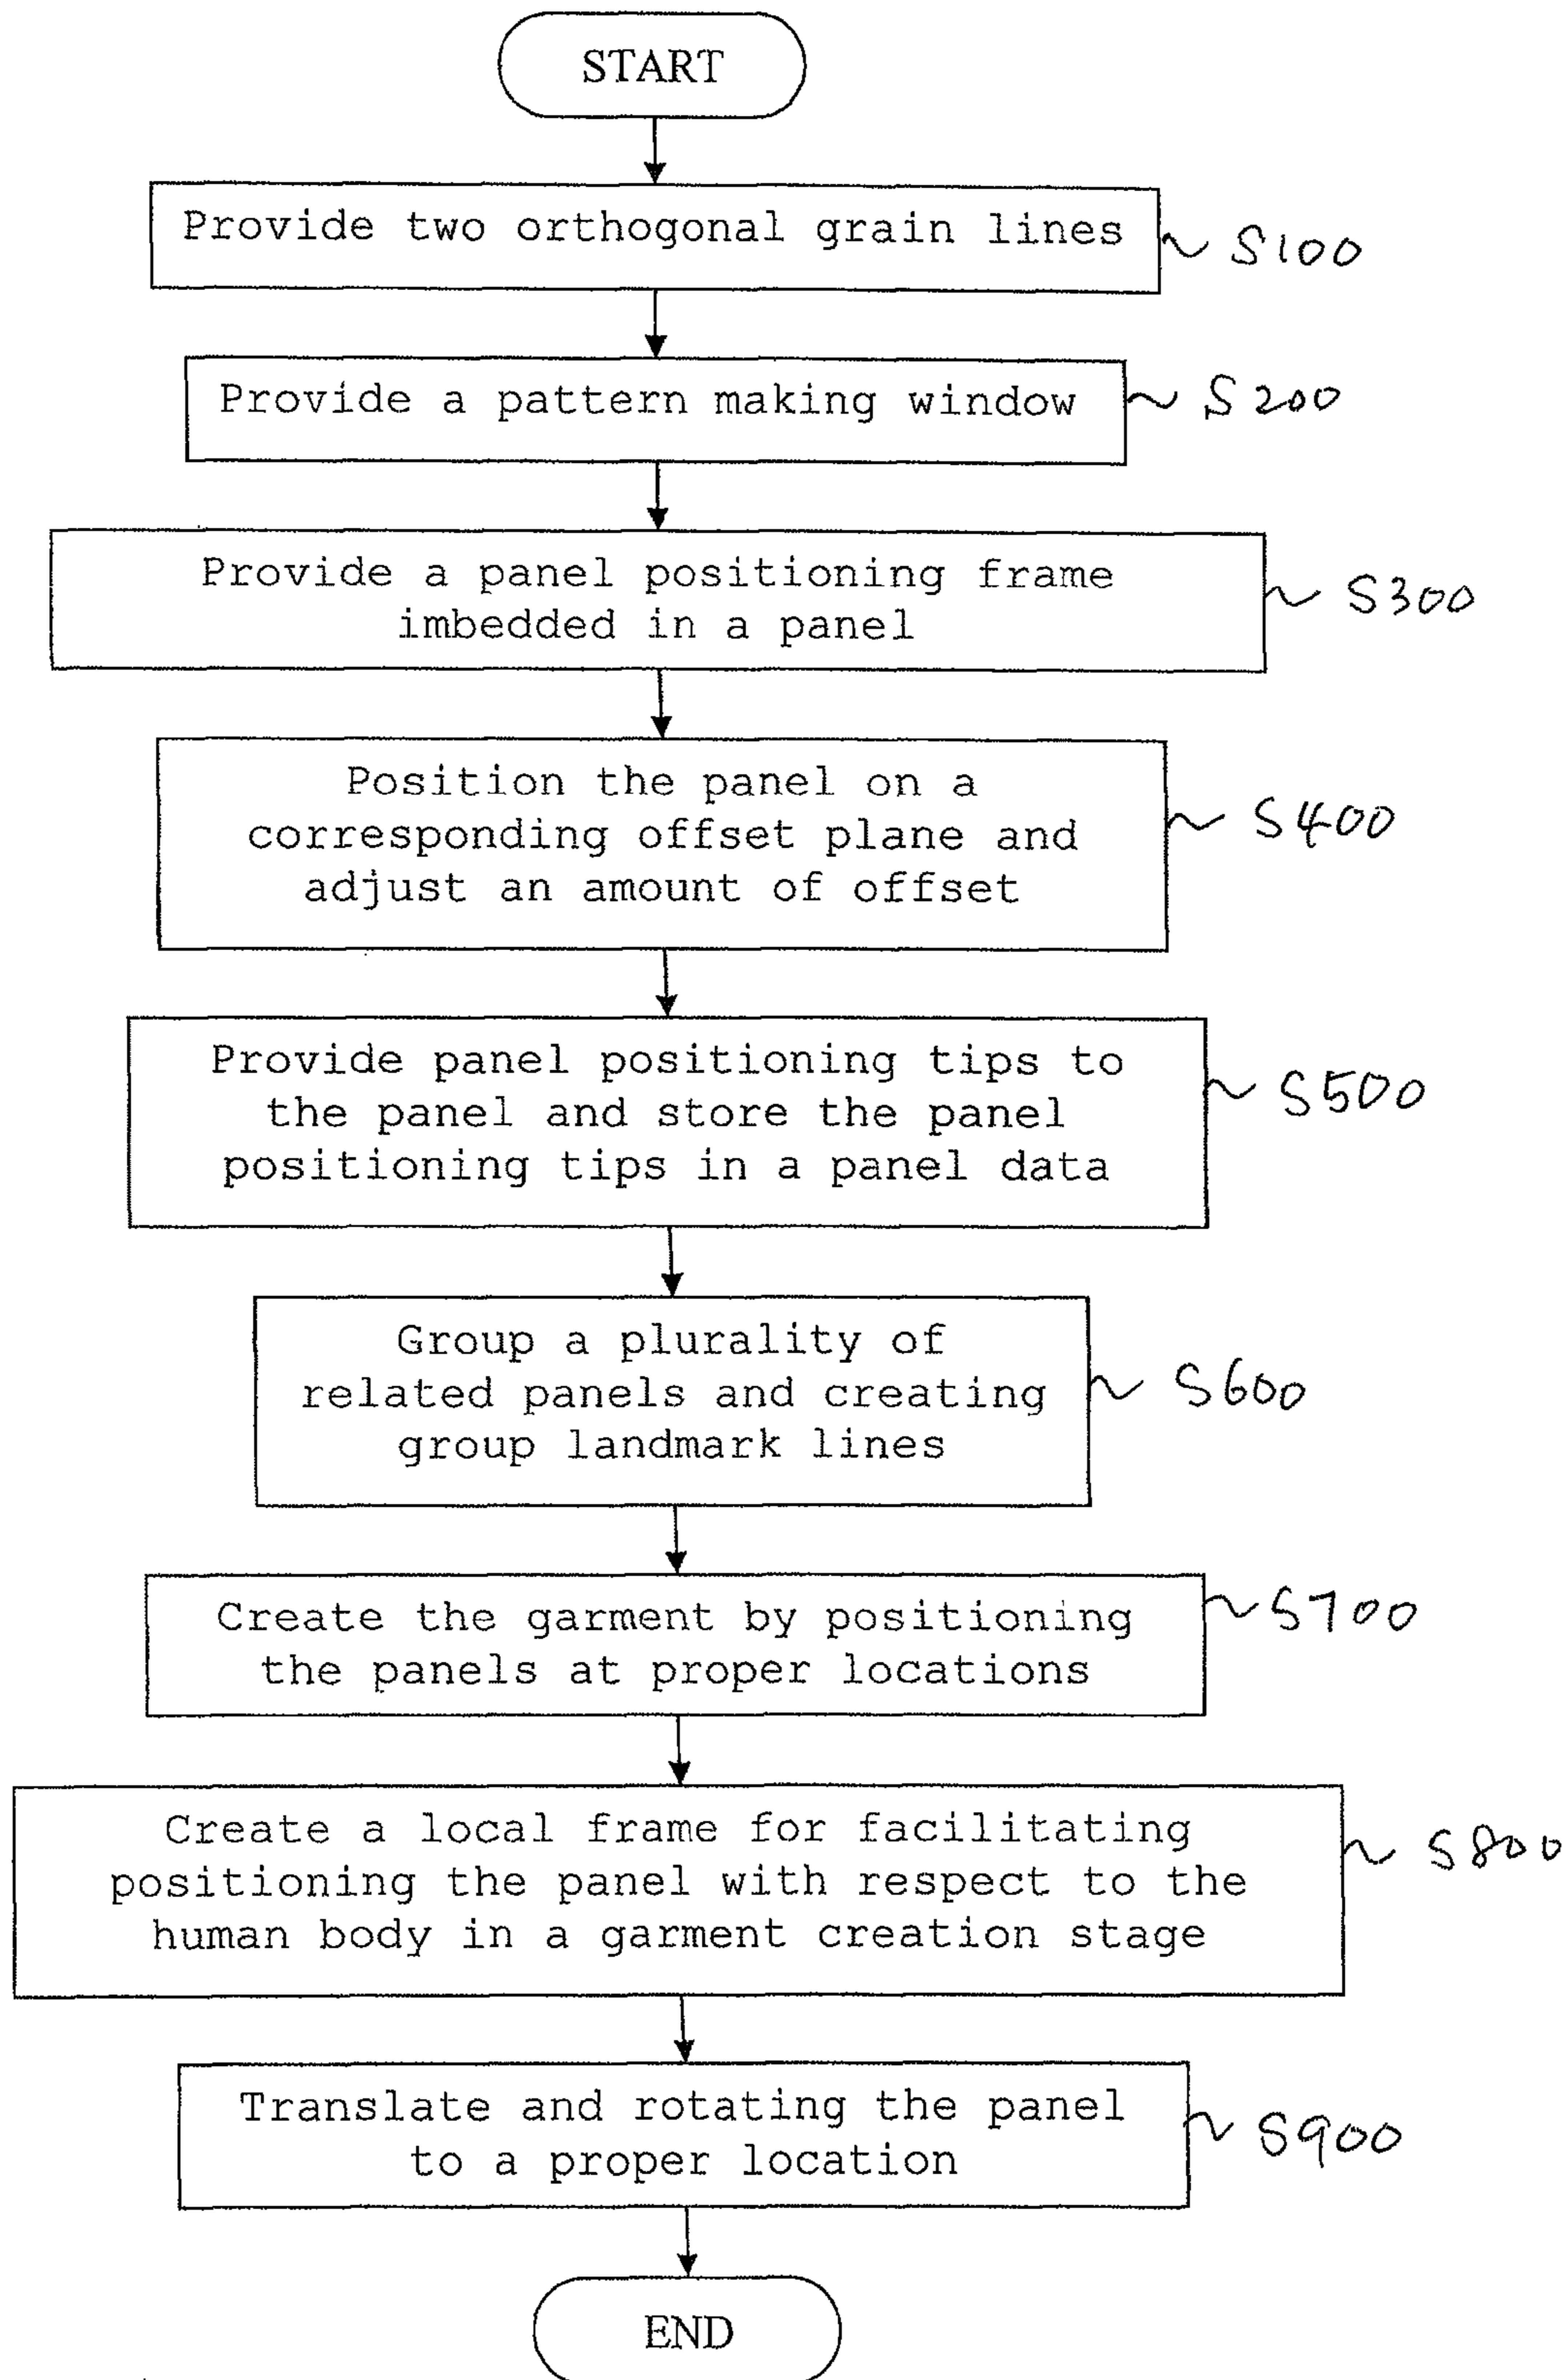 START
Provide two orthogonal grain lines
S100
Provide a pattern making window
S200
Provide a panel positioning frame
imbedded in a panel
S300
Position the panel on a
corresponding offset plane and
adjust an amount of offset
S400
Provide panel positioning tips to
the panel and store the panel
positioning tips in a panel data
S500
Group a plurality of
related panels and creating
group landmark lines
S600
Create the garment by positioning
the panels at proper locations
S700
Create a local frame for facilitating
positioning the panel with respect to the
human body in a garment creation stage
S800
Translate and rotating the panel
to a proper location
S900
END